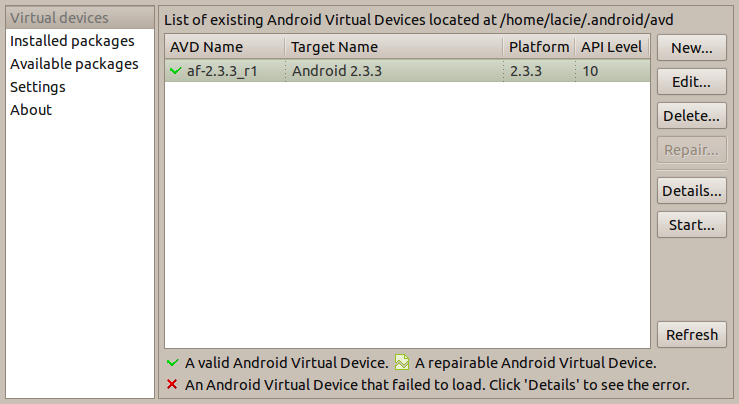 Virtual devices
Installed packages
Available packages
Settings
About
List of existing Android Virtual Devices located at /home/lacie/.android/avd
AVD Name Target Name Platform API Level
af-2.3.3_r1 Android 2.3.3 2.3.3 10
New...
Edit...
Delete...
Repair...
Details...
Start...
Refresh
A valid Android Virtual Device. A repairable Android Virtual Device.
An Android Virtual Device that failed to load. Click 'Details' to see the error.